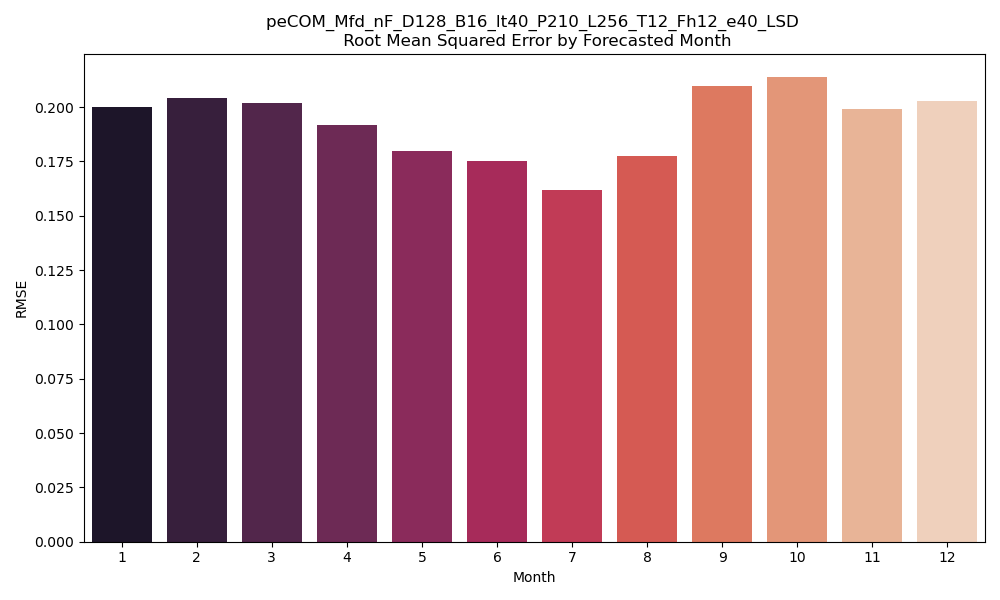 peCOM_Mfd_nF_D128_B16_It40_P210_L256_T12_Fh12_e40_LSD
Root Mean Squared Error by Forecasted Month
0.200
0.175
0.150
0.125
0.100
0.075
0.050
0.025
0.000
RMSE
1 2 3 4 5 6 7 8 9 10 11 12
Month